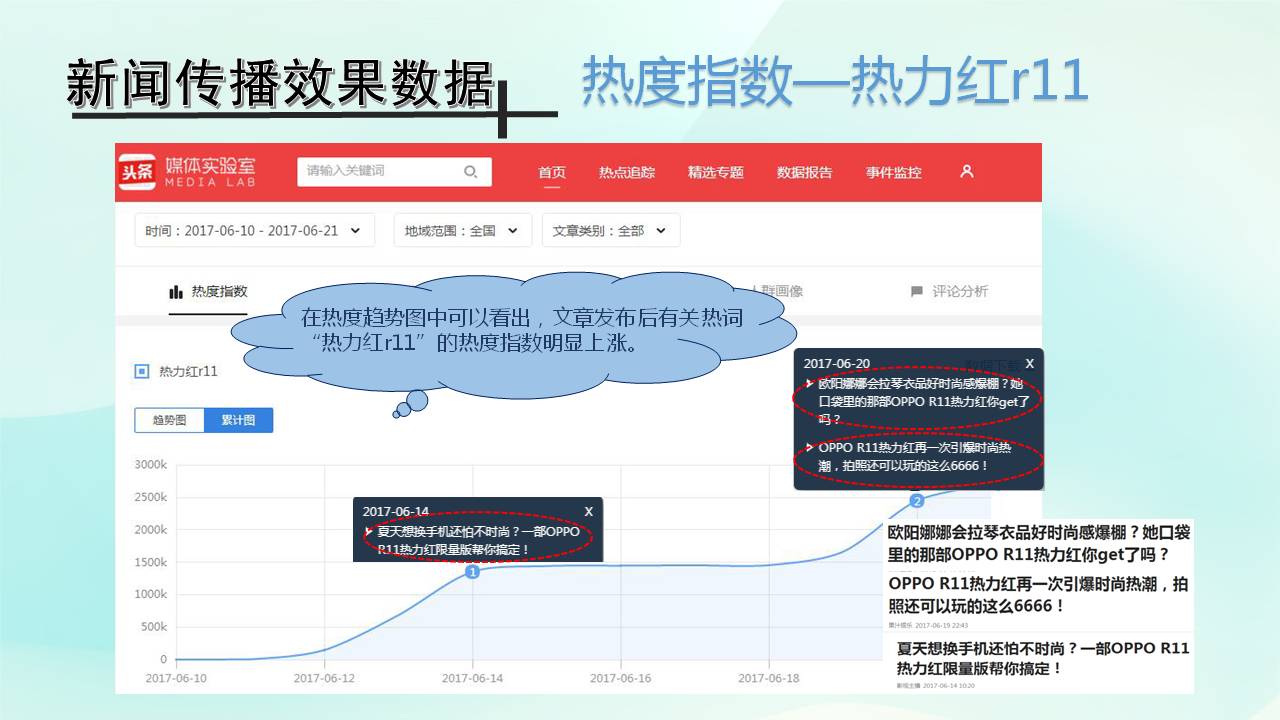 新闻传播效果数据
热度指数—热力红r11
头条 媒体实验室
MEDIA LAB
请输入关键词
首页 热点追踪 精选专题 数据报告 事件监控
时间：2017-06-10 - 2017-06-21
地域范围：全国
文章类别：全部
热度指数
人群画像
评论分析
在热度趋势图中可以看出，文章发布后有关热词
“热力红r11”的热度指数明显上涨。
热力红r11
数据下载
趋势图 累计图
2017-06-20 X
欧阳娜娜会拉琴衣品好时尚感爆棚？她
口袋里的那部OPPO R11热力红你get了
吗？
OPPO R11热力红再一次引爆时尚热
潮，拍照还可以玩的这么6666！
3000k
2500k
2000k
1500k
1000k
500k
0
2017-06-14 X
夏天想换手机还怕不时尚？一部OPPO
R11热力红限量版帮你搞定！
1
2
2017-06-10 2017-06-12 2017-06-14 2017-06-16 2017-06-18
欧阳娜娜会拉琴衣品好时尚感爆棚？她口袋
里的那部OPPO R11热力红你get了吗？
OPPO R11热力红再一次引爆时尚热潮，拍
照还可以玩的这么6666！
果汁娱乐 2017-06-19 22:43
夏天想换手机还怕不时尚？一部OPPO R11
热力红限量版帮你搞定！
2017-06-14 10:20